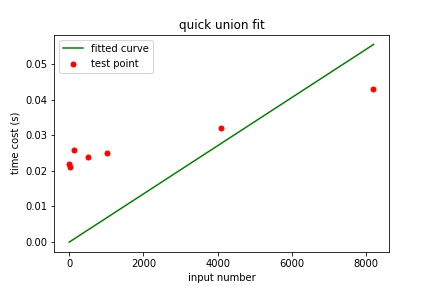 quick union fit
fitted curve
test point
time cost (s)
0.05
0.04
0.03
0.02
0.01
0.00
0 2000 4000 6000 8000
input number